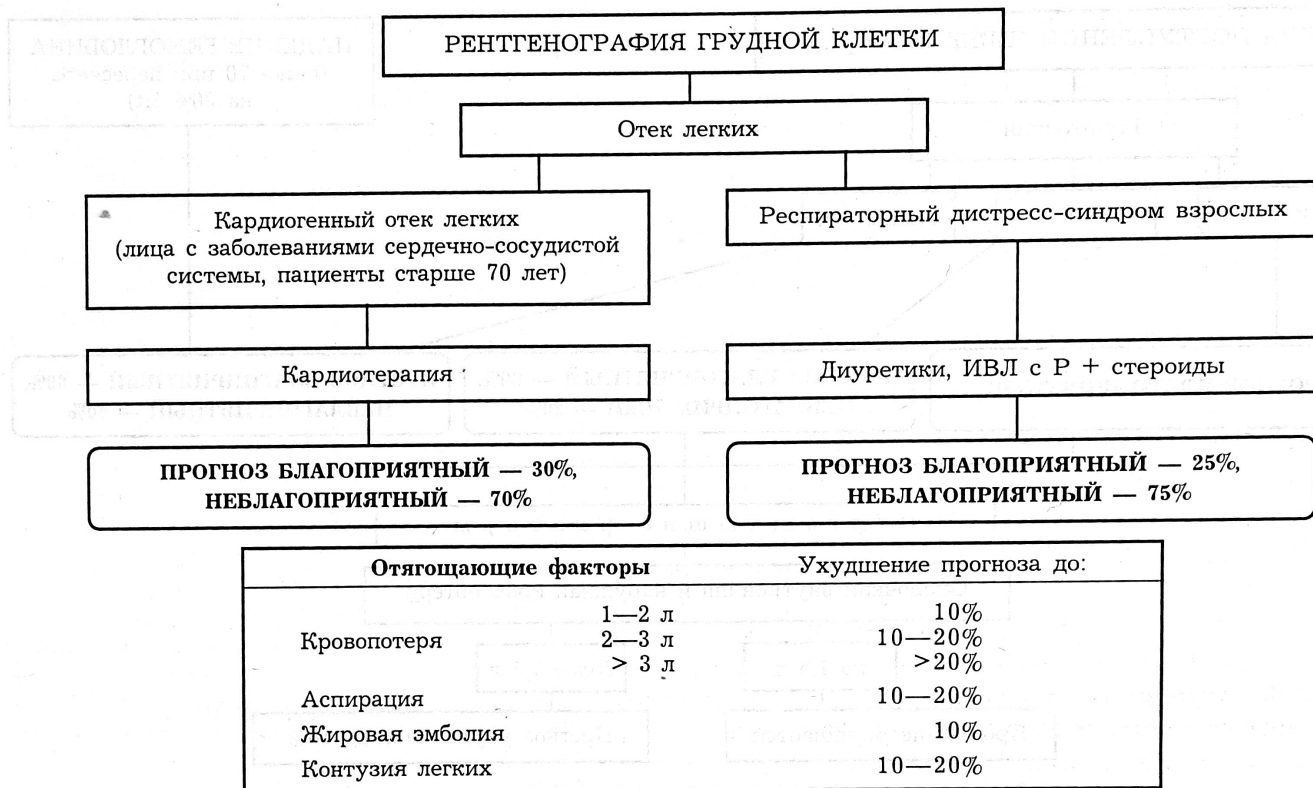 РЕНТГЕНОГРАФИЯ ГРУДНОЙ КЛЕТКИ
Отек легких
Кардиогенный отек легких
(лица с заболеваниями сердечно-сосудистой
системы, пациенты старше 70 лет)
Респираторный дистресс-синдром взрослых
Кардиотерапия
Диуретики, ИВЛ с Р + стероиды
ПРОГНОЗ БЛАГОПРИЯТНЫЙ — 30%,
НЕБЛАГОПРИЯТНЫЙ — 70%
ПРОГНОЗ БЛАГОПРИЯТНЫЙ — 25%,
НЕБЛАГОПРИЯТНЫЙ — 75%
Отягощающие факторы Ухудшение прогноза до:
1—2 л 10%
Кровопотеря 2—3 л 10—20%
> 3 л >20%
Аспирация 10—20%
Жировая эмболия 10%
Контузия легких 10—20%